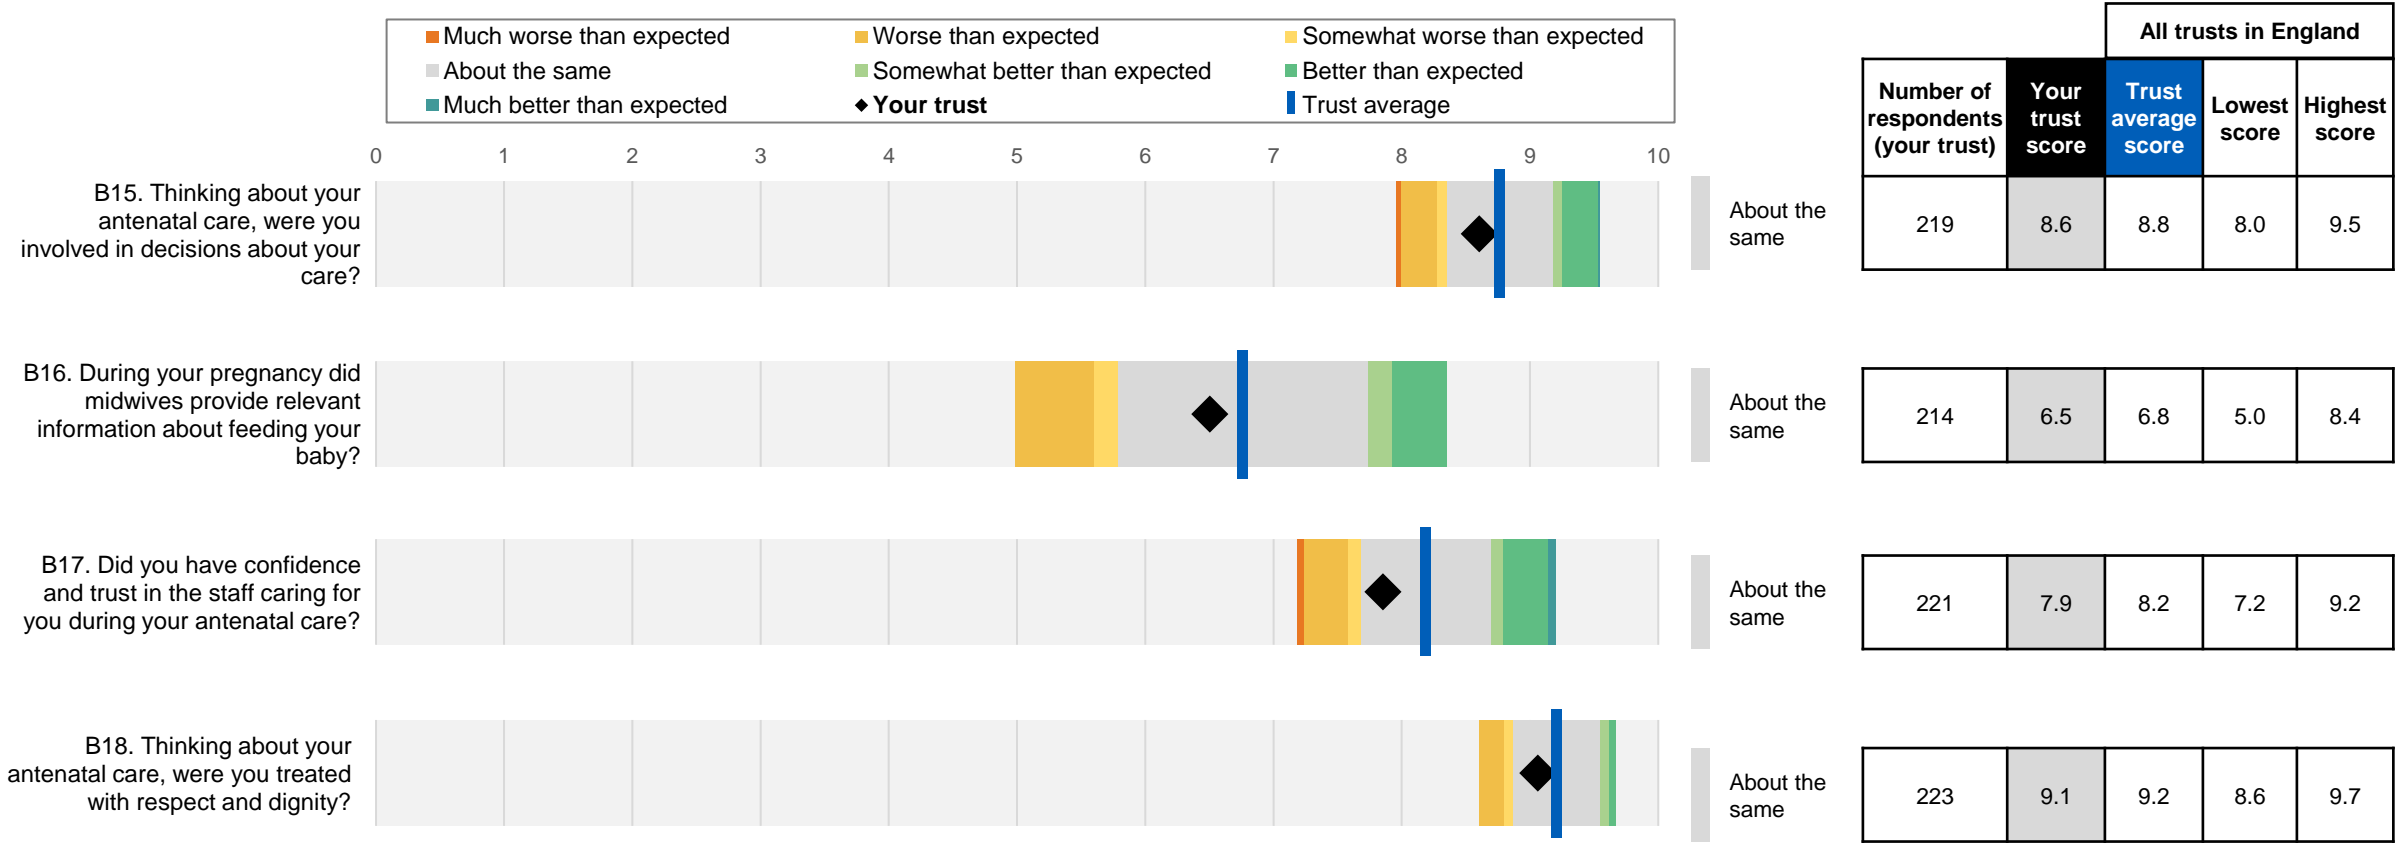 Much worse than expected
Worse than expected
Somewhat worse than expected
About the same
Somewhat better than expected
Better than expected
Much better than expected
Your trust
Trust average
All trusts in England
Number of
respondents
(your trust)
Your
trust
score
Trust
average
score
Lowest
score
Highest
score
0 1 2 3 4 5 6 7 8 9 10
B15. Thinking about your
antenatal care, were you
involved in decisions about your
care?
About the
same
219 8.6 8.8 8.0 9.5
B16. During your pregnancy did
midwives provide relevant
information about feeding your
baby?
About the
same
214 6.5 6.8 5.0 8.4
B17. Did you have confidence
and trust in the staff caring for
you during your antenatal care?
About the
same
221 7.9 8.2 7.2 9.2
B18. Thinking about your
antenatal care, were you treated
with respect and dignity?
About the
same
223 9.1 9.2 8.6 9.7